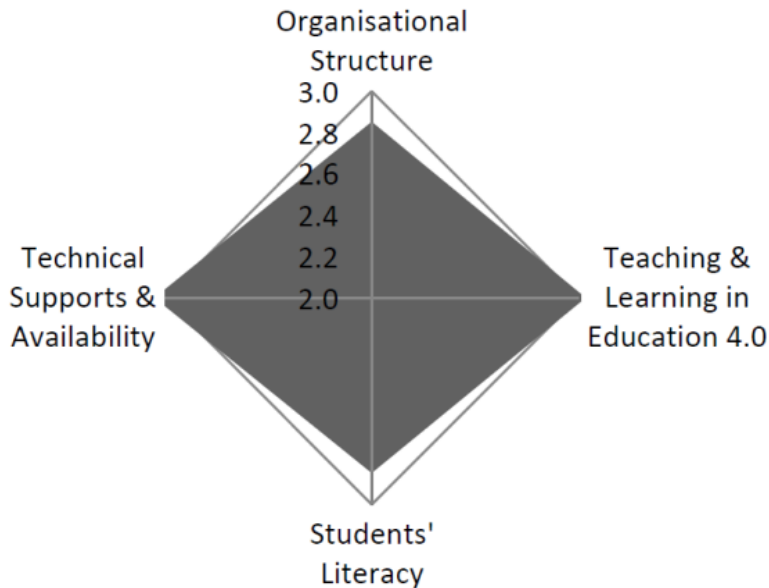 Organisational
Structure
3.0
2.8
2.6
2.4
2.2
2.0
Technical
Supports &
Availability
Teaching &
Learning in
Education 4.0
Students'
Literacy